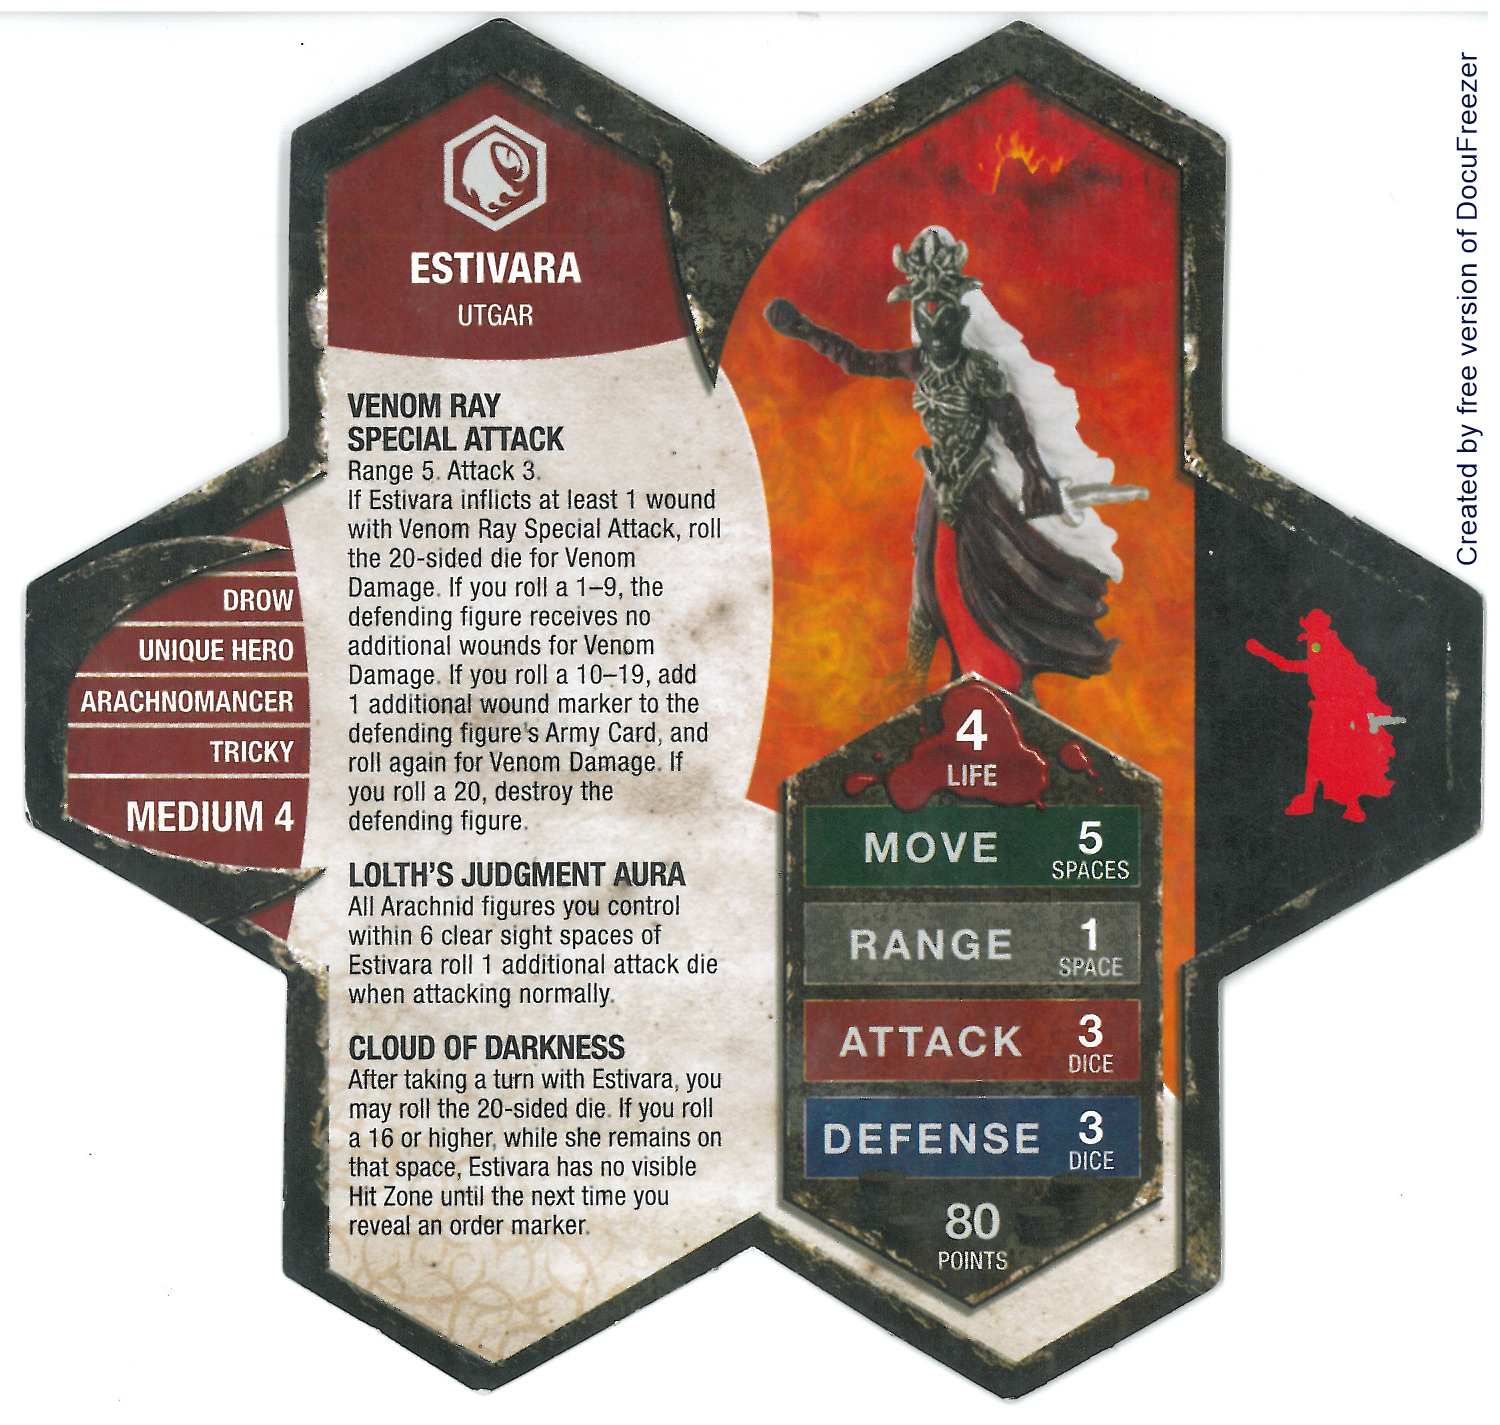 ESTIVARA
UTGAR
VENOM RAY
SPECIAL ATTACK
Range 5. Attack 3.
If Estivara inflicts at least 1 wound
with Venom Ray Special Attack, roll
the 20-sided die for Venom
Damage. If you roll a 1–9, the
defending figure receives no
additional wounds for Venom
Damage. If you roll a 10–19, add
1 additional wound marker to the
defending figure's Army Card, and
roll again for Venom Damage. If
you roll a 20, destroy the
defending figure.
LOLTH'S JUDGMENT AURA
All Arachnid figures you control
within 6 clear sight spaces of
Estivara roll 1 additional attack die
when attacking normally.
CLOUD OF DARKNESS
After taking a turn with Estivara, you
may roll the 20-sided die. If you roll
a 16 or higher, while she remains on
that space, Estivara has no visible
Hit Zone until the next time you
reveal an order marker.
DROW
UNIQUE HERO
ARACHNOMANCER
TRICKY
MEDIUM 4
4
LIFE
MOVE 5
SPACES
RANGE 1
SPACE
ATTACK 3
DICE
DEFENSE 3
DICE
80
POINTS
Created by free version of DocuFreezer